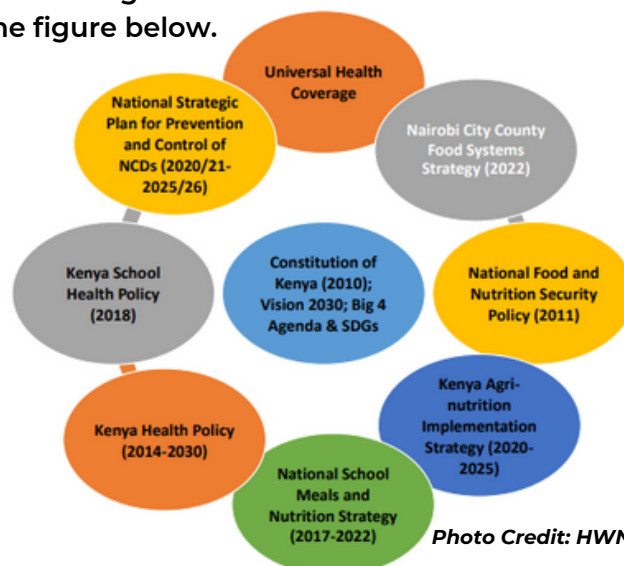 he figure below.
Universal Health
Coverage
National Strategic
Plan for Prevention
and Control of
NCDs (2020/21-
2025/26)
Nairobi City County
Food Systems
Strategy (2022)
Kenya School
Health Policy
(2018)
Constitution of
Kenya (2010);
Vision 2030; Big 4
Agenda & SDGs
National Food and
Nutrition Security
Policy (2011)
Kenya Health Policy
(2014-2030)
Kenya Agri-
nutrition
Implementation
Strategy (2020-
2025)
National School
Meals and
Nutrition Strategy
(2017-2022)
Photo Credit: HWN